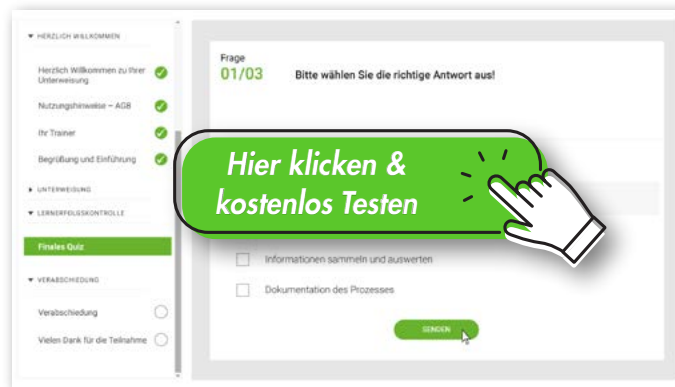 HERZLICH WILLKOMMEN
Herzlich Willkommen zu Ihrer
Unterweisung
Nutzungshinweise – AGB
Ihr Trainer
Begrüßung und Einführung
UNTERWEISUNG
LERNERFOLGSKONTROLLE
Finales Quiz
VERABSCHIEDUNG
Verabschiedung
Vielen Dank für die Teilnahme
Frage
01/03
Bitte wählen Sie die richtige Antwort aus!
Hier klicken &
kostenlos Testen
Informationen sammeln und auswerten
Dokumentation des Prozesses
SENDEN